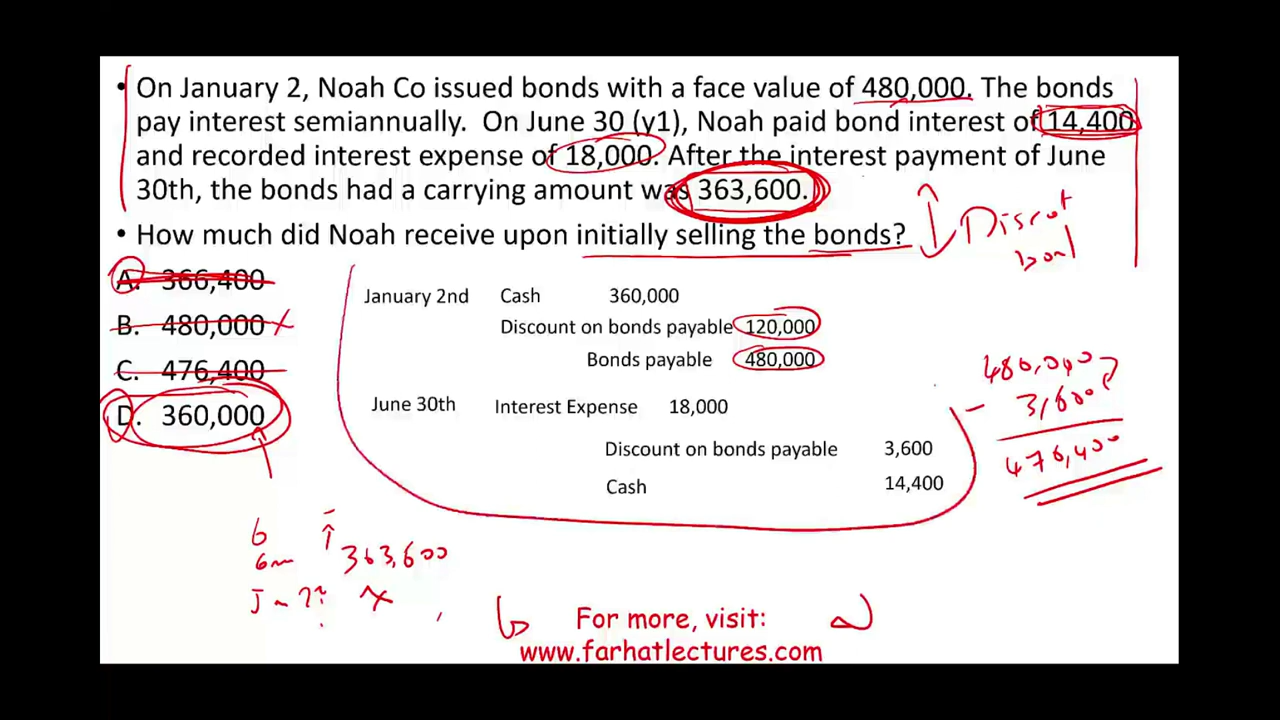 • On January 2, Noah Co issued bonds with a face value of 480,000. The bonds
pay interest semiannually. On June 30 (y1), Noah paid bond interest of 14,400
and recorded interest expense of 18,000. After the interest payment of June
30th, the bonds had a carrying amount was 363,600.
• How much did Noah receive upon initially selling the bonds?
A. 366,400
B. 480,000 X
C. 476,400
D. 360,000
January 2nd Cash 360,000
Discount on bonds payable 120,000
Bonds payable 480,000
June 30th Interest Expense 18,000
Discount on bonds payable 3,600
Cash 14,400
480,000
- 3,600
476,400
363,600
For more, visit:
www.farhatlectures.com